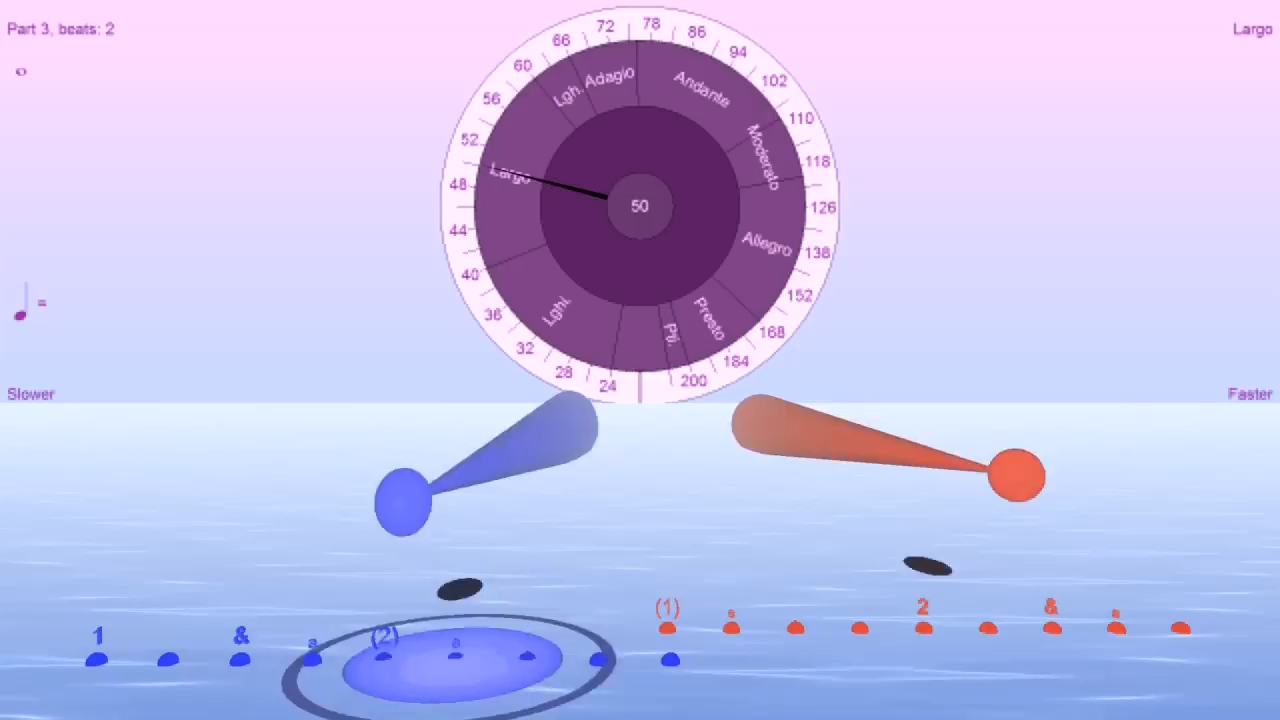 Part 3, beats: 2
Largo
=
Slower
Faster
24
28
32
36
40
44
48
52
56
60
66
72
78
86
94
102
110
118
126
138
152
168
184
200
Lghi.
Largo
Lgh.
Adagio
Andante
Moderato
Allegro
Presto
Pti.
50
(1) s 2 & a
1 & a (2) a